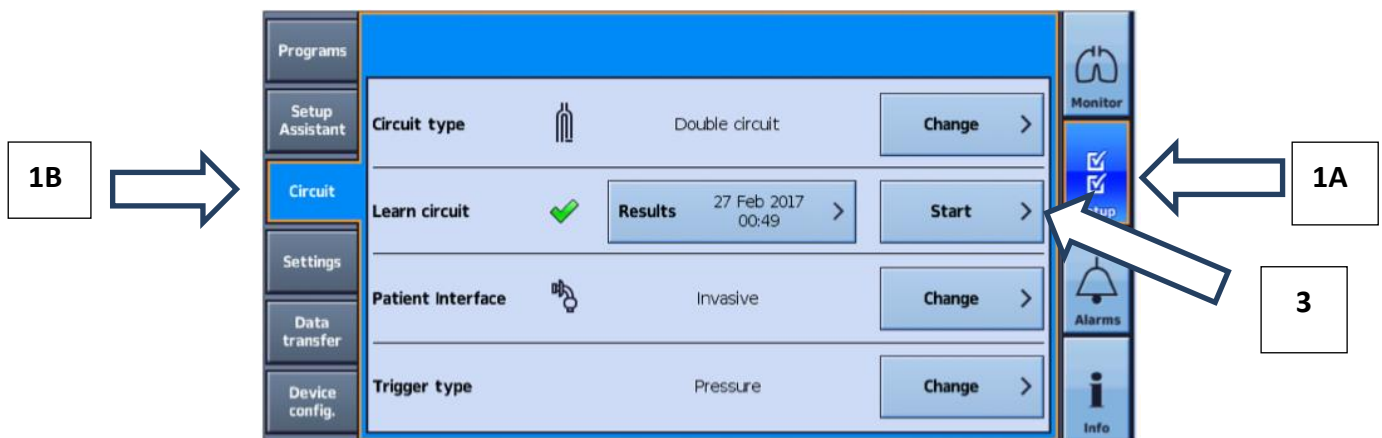 Programs
Setup
Assistant
Circuit
Settings
Data
transfer
Device
config.
Circuit type
Double circuit
Change
Learn circuit
Results
27 Feb 2017
00:49
Start
Patient Interface
Invasive
Change
Trigger type
Pressure
Change
Monitor
Alarms
Info
1B
1A
3